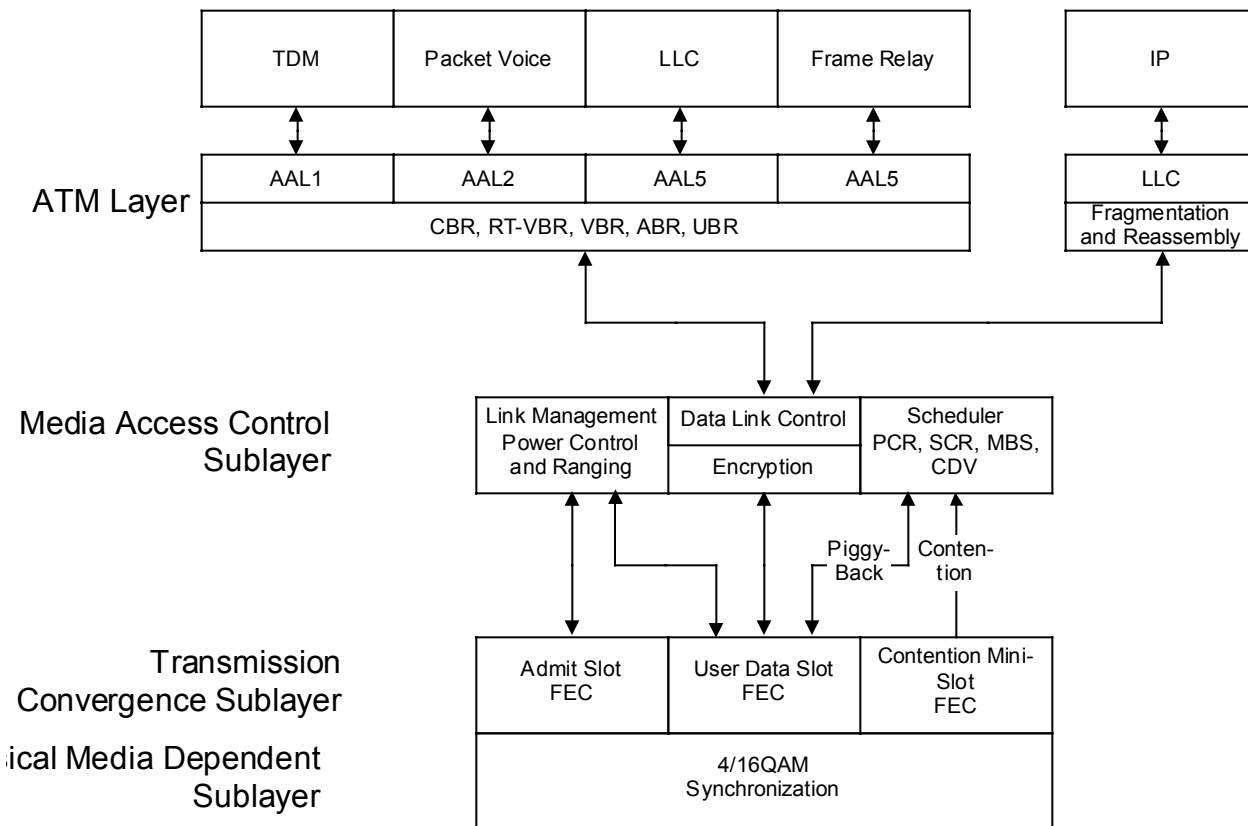 TDM
Packet Voice
LLC
Frame Relay
IP
ATM Layer
AAL1
AAL2
AAL5
AAL5
LLC
CBR, RT-VBR, VBR, ABR, UBR
Fragmentation
and Reassembly
Media Access Control
Sublayer
Link Management
Power Control
and Ranging
Data Link Control
Encryption
Scheduler
PCR, SCR, MBS,
CDV
Piggy-
Back
Conten-
tion
Transmission
Convergence Sublayer
Admit Slot
FEC
User Data Slot
FEC
Contention Mini-
Slot
FEC
sical Media Dependent
Sublayer
4/16QAM
Synchronization